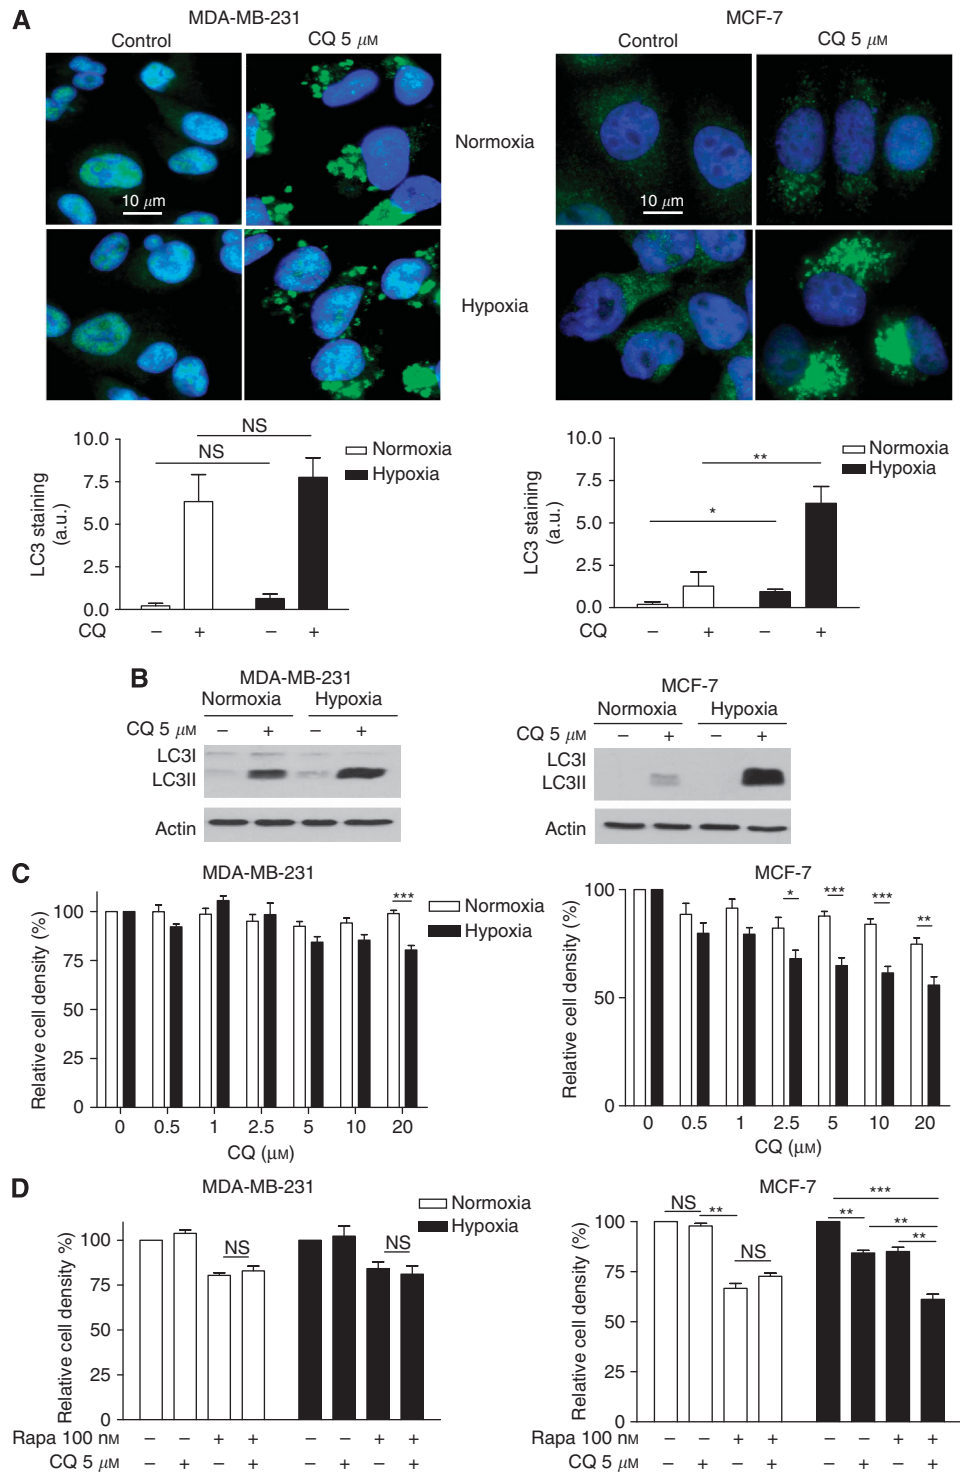 A
MDA-MB-231
MCF-7
Control
CQ 5 μM
Control
CQ 5 μM
10 μm
Normoxia
10 μm
Hypoxia
NS
NS
Normoxia
Hypoxia
10.0
7.5
5.0
2.5
0.0
LC3 staining
(a.u.)
CQ
– + – +
**
*
Normoxia
Hypoxia
10.0
7.5
5.0
2.5
0.0
LC3 staining
(a.u.)
CQ
– + – +
B
MDA-MB-231
Normoxia Hypoxia
CQ 5 μM – + – +
LC3I
LC3II
Actin
MCF-7
Normoxia Hypoxia
CQ 5 μM – + – +
LC3I
LC3II
Actin
C
MDA-MB-231
***
Normoxia
Hypoxia
100
75
50
25
0
Relative cell density (%)
0 0.5 1 2.5 5 10 20
CQ (μM)
MCF-7
* *** *** **
100
50
0
Relative cell density (%)
0 0.5 1 2.5 5 10 20
CQ (μM)
D
MDA-MB-231
Normoxia
Hypoxia
NS NS
100
75
50
25
0
Relative cell density %)
Rapa 100 nM – – + + – – + +
CQ 5 μM – + – + – + – +
MCF-7
NS ** NS
***
** **
**
100
75
50
25
0
Relative cell density (%)
Rapa 100 nM – – + + – – + +
CQ 5 μM – + – + – + – +